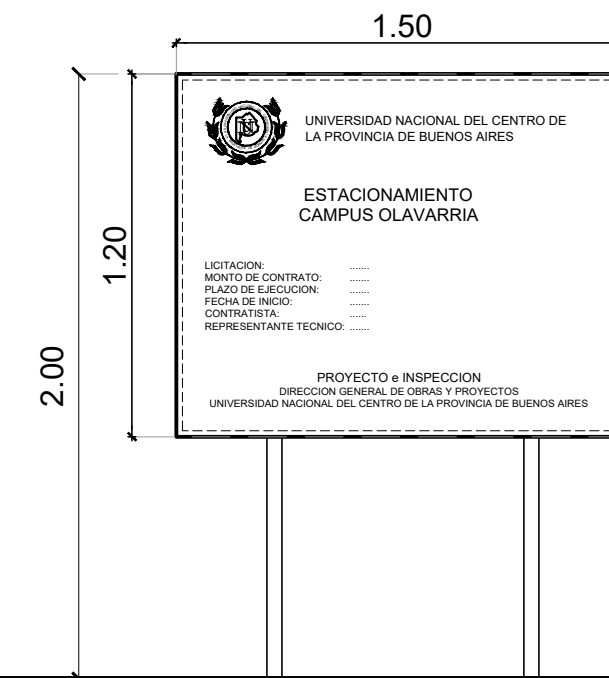 1.50
UNIVERSIDAD NACIONAL DEL CENTRO DE
LA PROVINCIA DE BUENOS AIRES
ESTACIONAMIENTO
CAMPUS OLAVARRIA
1.20
LICITACION: .......
MONTO DE CONTRATO: .......
PLAZO DE EJECUCION: .......
FECHA DE INICIO: .......
CONTRATISTA: ......
REPRESENTANTE TECNICO: .......
2.00
PROYECTO e INSPECCION
DIRECCION GENERAL DE OBRAS Y PROYECTOS
UNIVERSIDAD NACIONAL DEL CENTRO DE LA PROVINCIA DE BUENOS AIRES